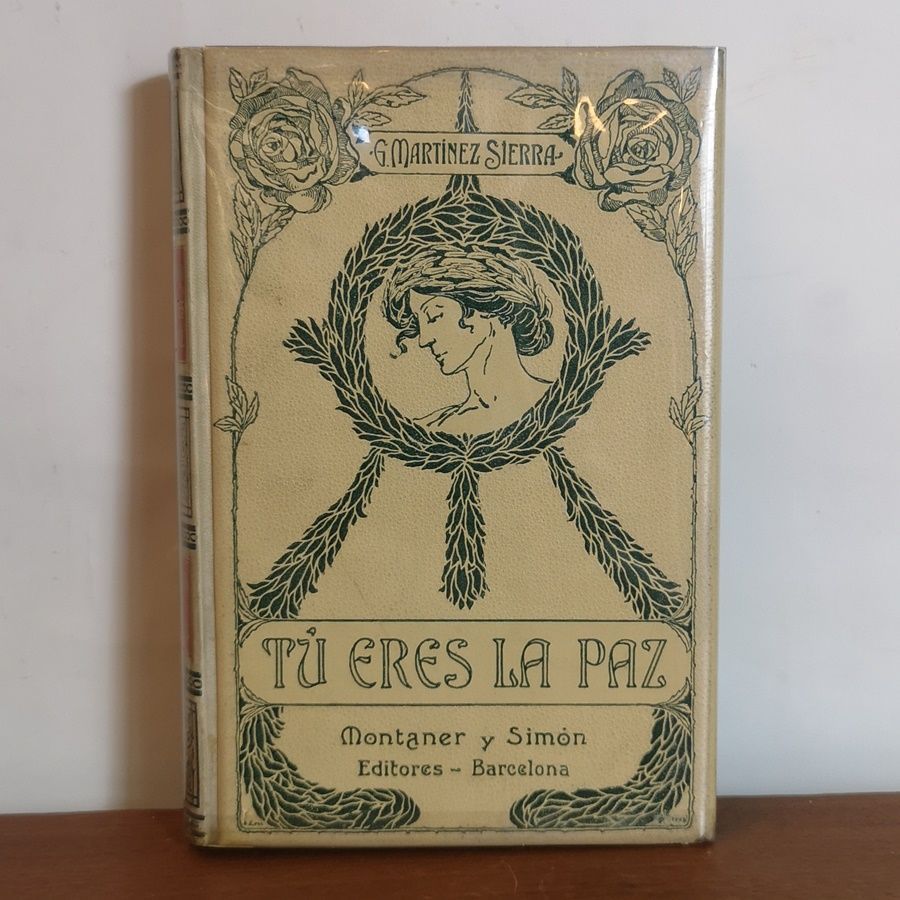 G. MARTÍNEZ SIERRA
TÚ ERES LA PAZ
Montaner y Simón
Editores - Barcelona